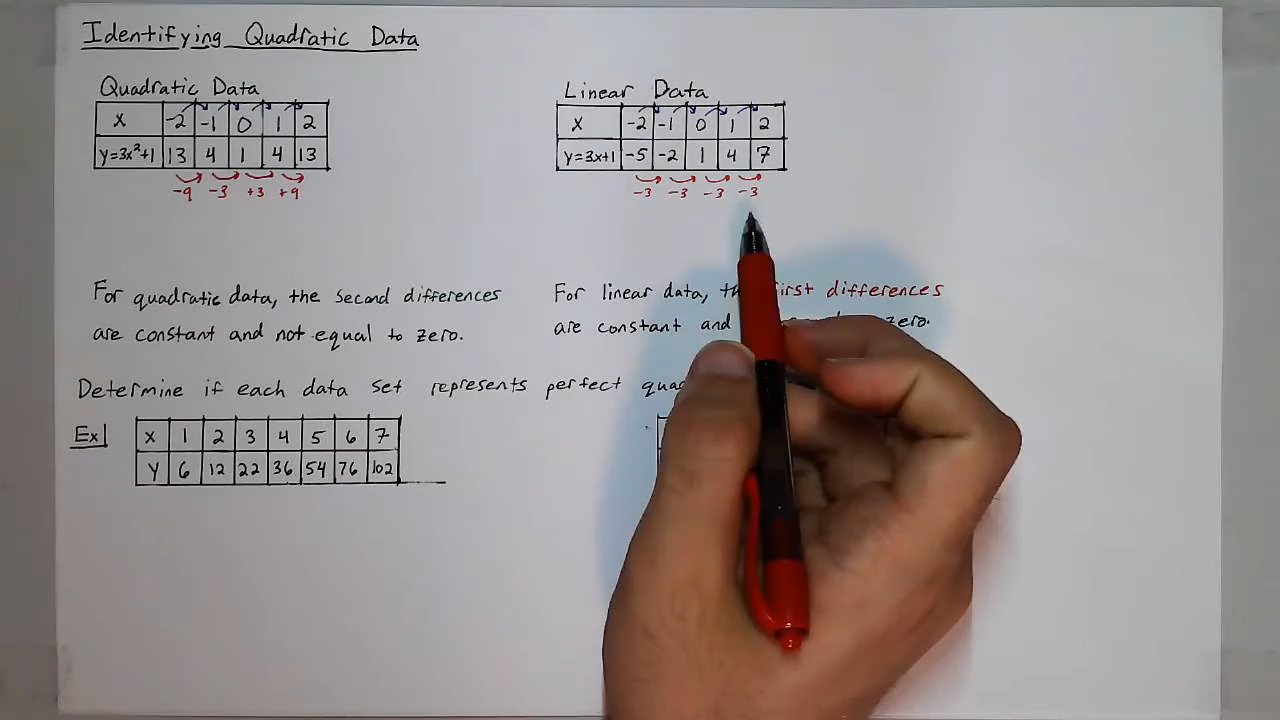 Identifying Quadratic Data
Quadratic Data
X -2 -1 0 1 2
y=3x²+1 13 4 1 4 13
-9 -3 +3 +9
Linear Data
X -2 -1 0 1 2
y=3x+1 -5 -2 1 4 7
-3 -3 -3 -3
For quadratic data, the second differences
are constant and not equal to zero.
For linear data, first differences
are constant and zero.
Determine if each data set represents perfect
Ex
X 1 2 3 4 5 6 7
Y 6 12 22 36 54 76 102